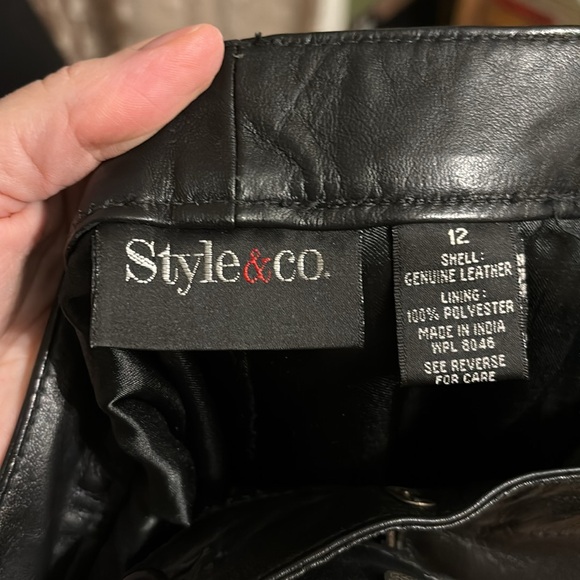 Style&co.
12
SHELL:
GENUINE LEATHER
LINING:
100% POLYESTER
MADE IN INDIA
WPL 8046
SEE REVERSE
FOR CARE